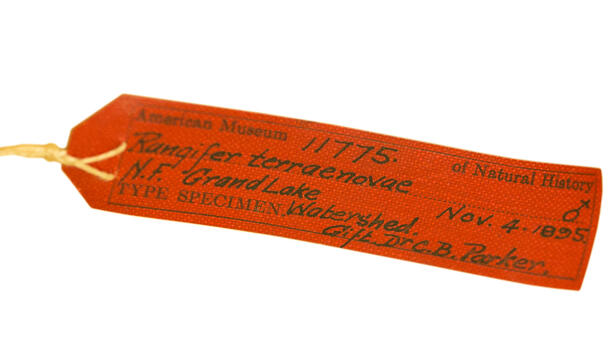 American Museum 11775. of Natural History
Rangifer terraenovae ♂
N.F. Grand Lake Nov. 4. 1895.
TYPE SPECIMEN Watershed.
Gift Dr C.B. Parker.